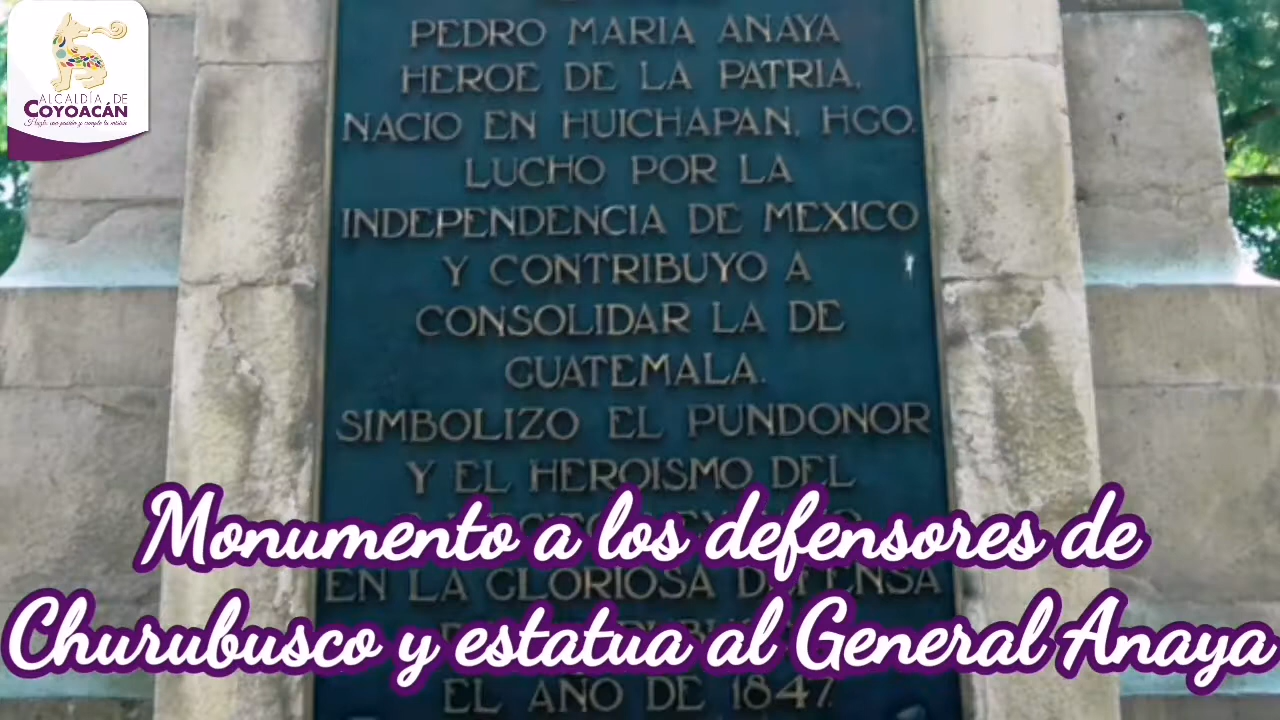 ALCALDÍA DE
COYOACÁN
PEDRO MARIA ANAYA
HEROE DE LA PATRIA,
NACIO EN HUICHAPAN, HGO.
LUCHO POR LA
INDEPENDENCIA DE MEXICO
Y CONTRIBUYO A
CONSOLIDAR LA DE
GUATEMALA.
SIMBOLIZO EL PUNDONOR
Y EL HEROISMO DEL
EN LA GLORIOSA DEFENSA
EL AÑO DE 1847.
Monumento a los defensores de
Churubusco y estatua al General Anaya